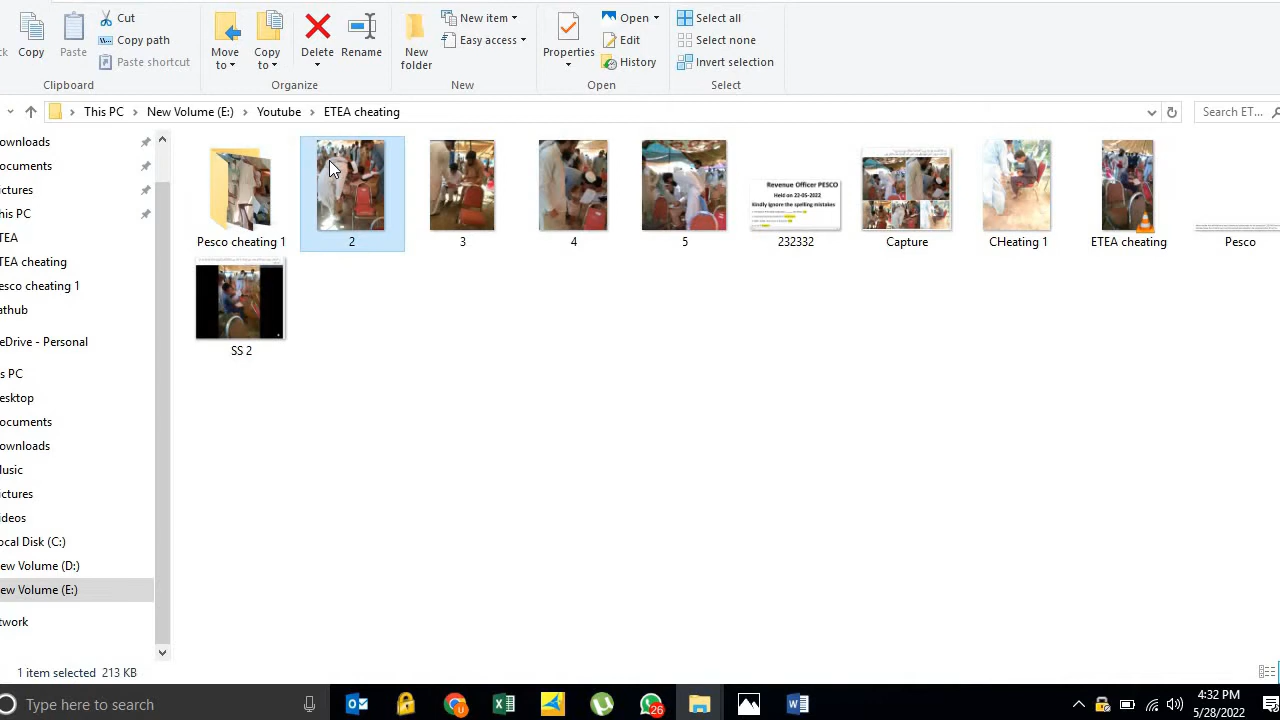 Copy
Paste
Cut
Copy path
Paste shortcut
Clipboard
Move to
Copy to
Delete
Rename
Organize
New folder
New item
Easy access
New
Properties
Open
Edit
History
Open
Select all
Select none
Invert selection
Select
This PC > New Volume (E:) > Youtube > ETEA cheating
Search ET...
ownloads
ocuments
ictures
his PC
TEA
TEA cheating
esco cheating 1
athub
eDrive - Personal
is PC
esktop
ocuments
ownloads
usic
ictures
ideos
ocal Disk (C:)
ew Volume (D:)
ew Volume (E:)
twork
Revenue Officer PESCO
Held on 22-05-2022
Kindly ignore the spelling mistakes
Pesco cheating 1
2
3
4
5
232332
Capture
CHeating 1
ETEA cheating
Pesco
SS 2
1 item selected 213 KB
Type here to search
26
4:32 PM
5/28/2022